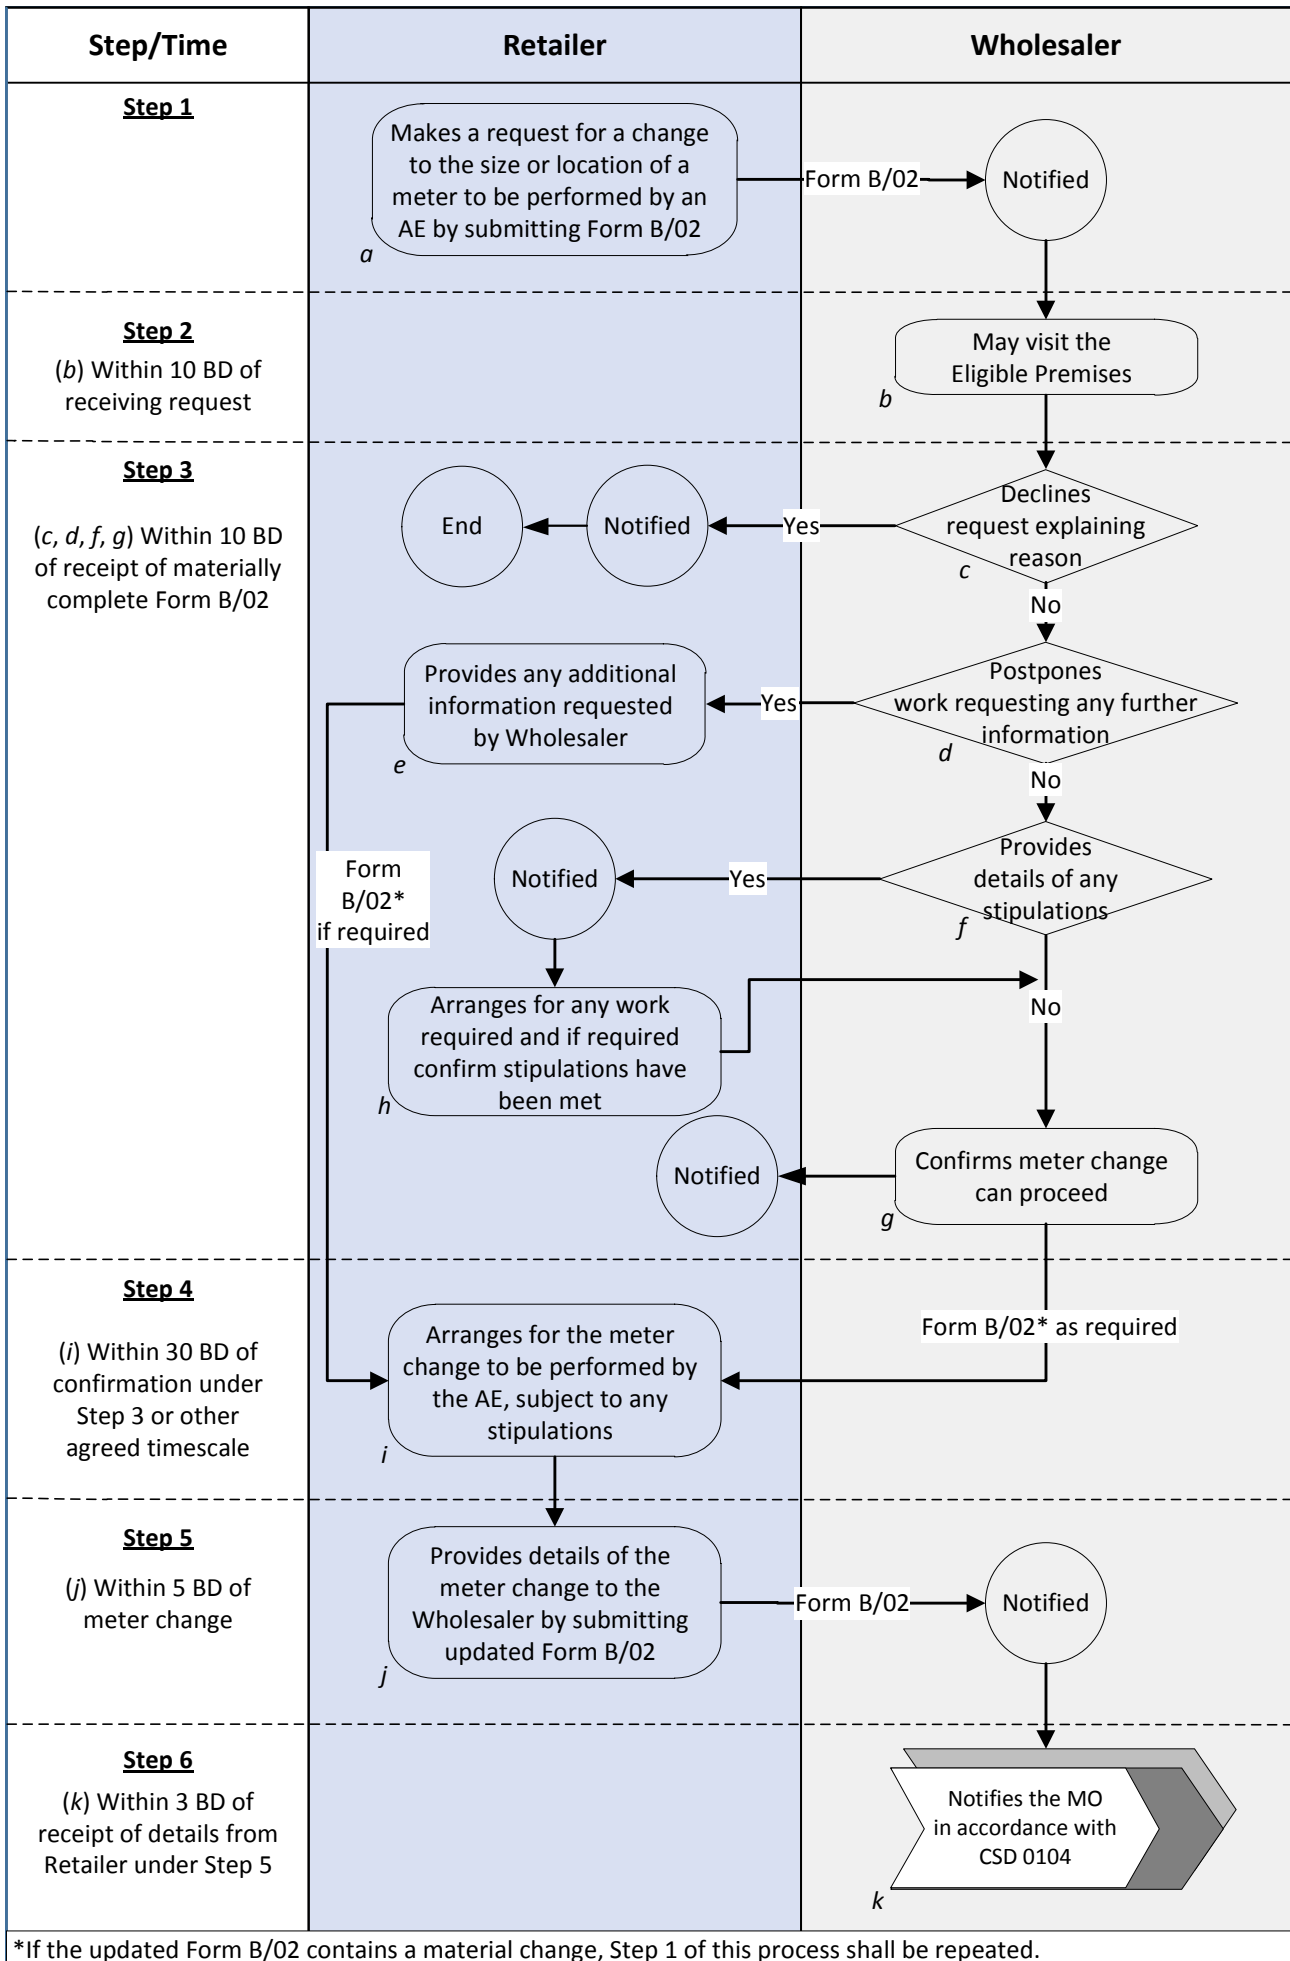 Step/Time
Retailer
Wholesaler
Step 1
Makes a request for a change
to the size or location of a
meter to be performed by an
AE by submitting Form B/02
a
Form B/02
Notified
Step 2
(b) Within 10 BD of
receiving request
May visit the
Eligible Premises
b
Step 3
(c, d, f, g) Within 10 BD
of receipt of materially
complete Form B/02
End
Notified
Yes
Declines
request explaining
reason
c
No
Provides any additional
information requested
by Wholesaler
e
Yes
Postpones
work requesting any further
information
d
No
Form
B/02*
if required
Notified
Yes
Provides
details of any
stipulations
f
No
Arranges for any work
required and if required
confirm stipulations have
been met
h
Notified
Confirms meter change
can proceed
g
Step 4
(i) Within 30 BD of
confirmation under
Step 3 or other
agreed timescale
Form B/02* as required
Arranges for the meter
change to be performed by
the AE, subject to any
stipulations
i
Step 5
(j) Within 5 BD of
meter change
Provides details of the
meter change to the
Wholesaler by submitting
updated Form B/02
j
Form B/02
Notified
Step 6
(k) Within 3 BD of
receipt of details from
Retailer under Step 5
Notifies the MO
in accordance with
CSD 0104
k
*If the updated Form B/02 contains a material change, Step 1 of this process shall be repeated.